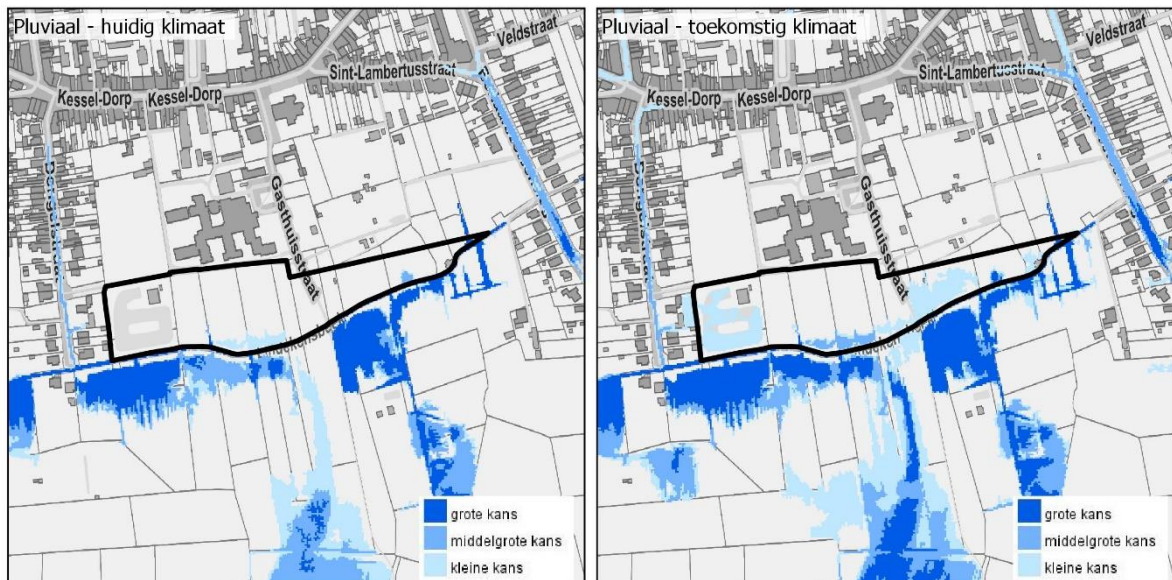 Pluviaal - huidig klimaat
Veldstraat
Sint-Lambertusstraat
Kessel-Dorp Kessel-Dorp
Gasthuisstraat
grote kans
middelgrote kans
kleine kans
Pluviaal - toekomstig klimaat
Veldstraat
Sint-Lambertusstraat
Kessel-Dorp Kessel-Dorp
Gasthuisstraat
grote kans
middelgrote kans
kleine kans